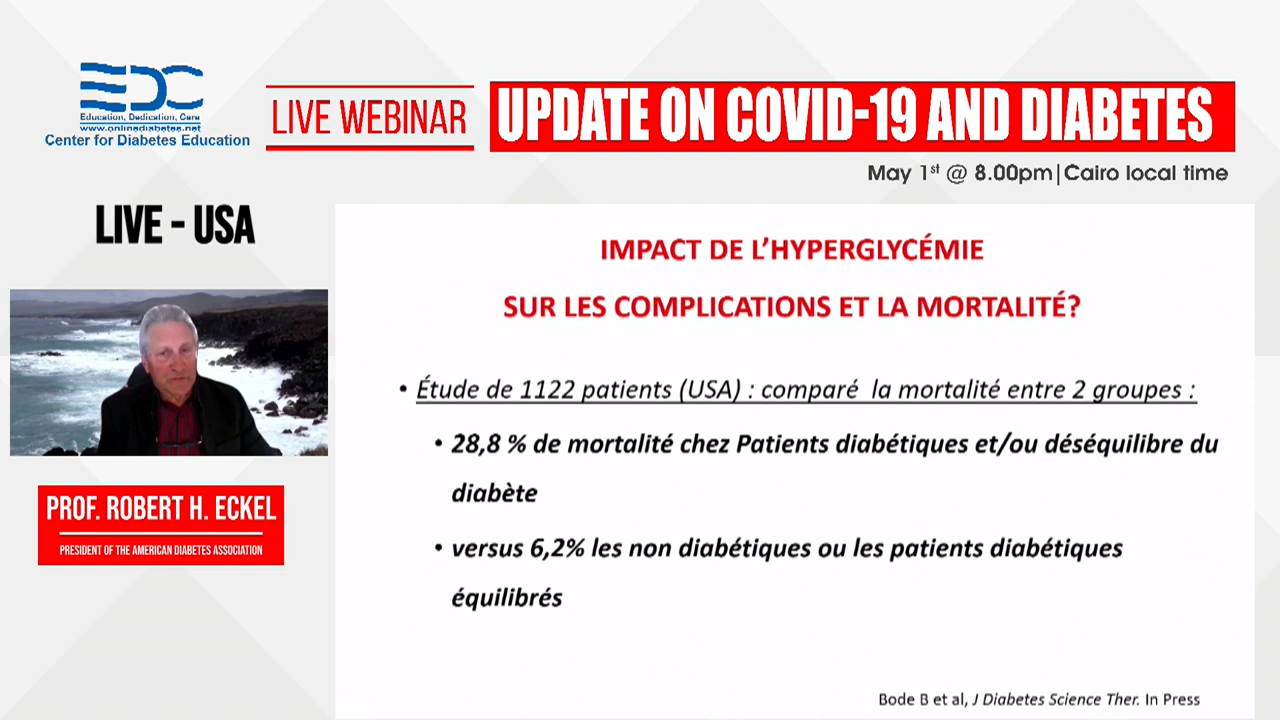 EDC
Education, Dedication, Care
www.onlinediabetes.net
Center for Diabetes Education
LIVE WEBINAR
UPDATE ON COVID-19 AND DIABETES
May 1st @ 8.00pm|Cairo local time
LIVE - USA
PROF. ROBERT H. ECKEL
PRESIDENT OF THE AMERICAN DIABETES ASSOCIATION
IMPACT DE L’HYPERGLYCÉMIE
SUR LES COMPLICATIONS ET LA MORTALITÉ?
• Étude de 1122 patients (USA) : comparé  la mortalité entre 2 groupes :
• 28,8 % de mortalité chez Patients diabétiques et/ou déséquilibre du
diabète
• versus 6,2% les non diabétiques ou les patients diabétiques
équilibrés
Bode B et al, J Diabetes Science Ther. In Press